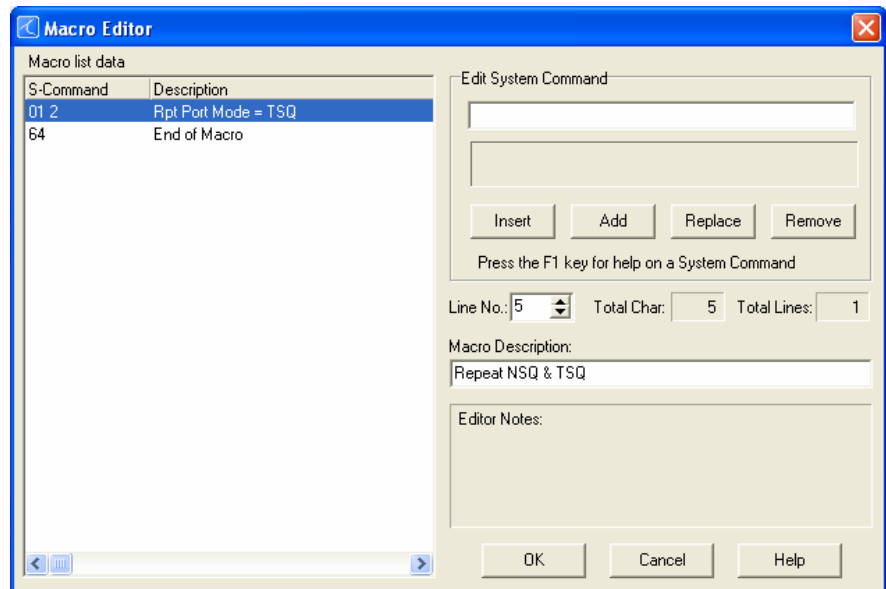 Macro Editor
Macro list data
S-Command Description
01 2 Rpt Port Mode = TSQ
64 End of Macro
Edit System Command
Insert Add Replace Remove
Press the F1 key for help on a System Command
Line No.: 5 Total Char: 5 Total Lines: 1
Macro Description:
Repeat NSQ & TSQ
Editor Notes:
OK Cancel Help